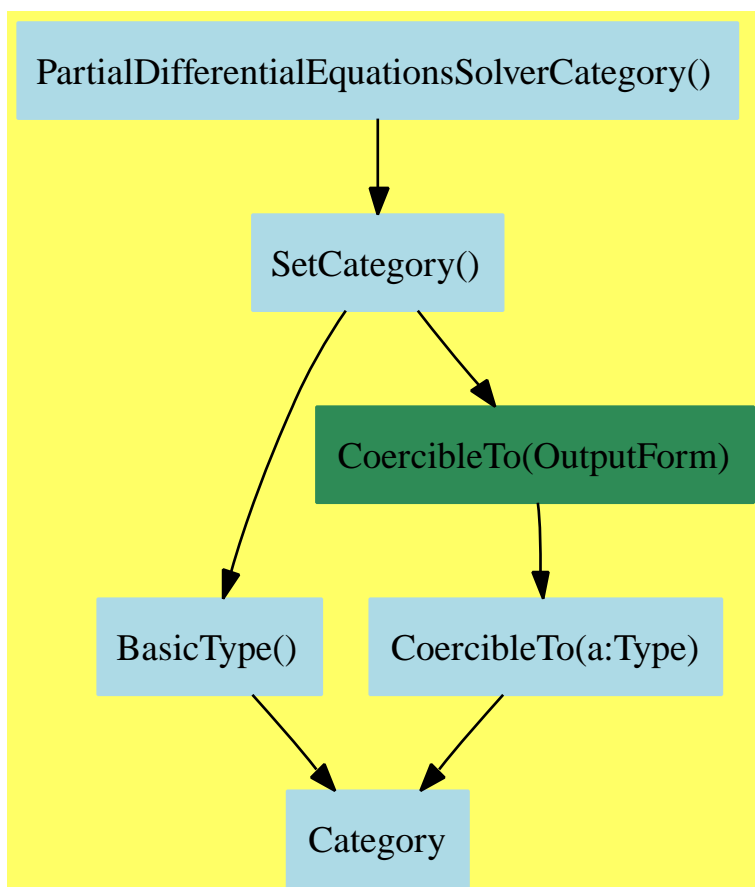 PartialDifferentialEquationsSolverCategory()
SetCategory()
CoercibleTo(OutputForm)
BasicType()
CoercibleTo(a:Type)
Category